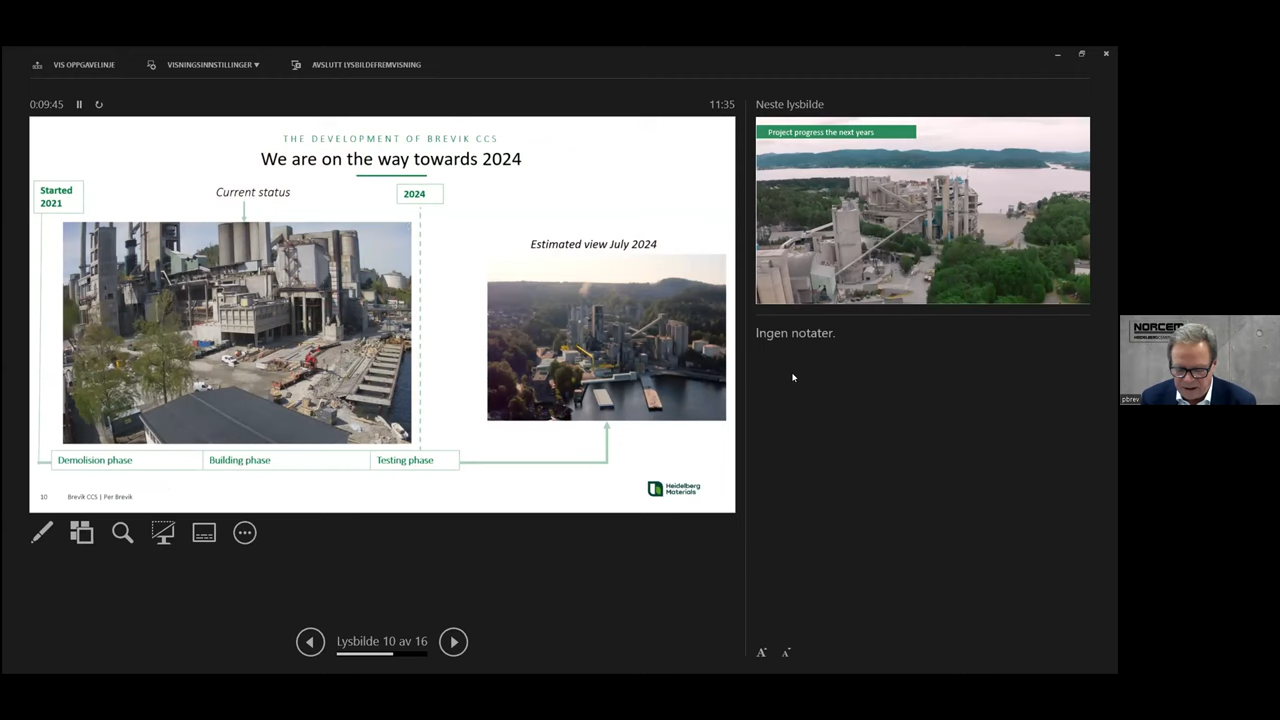 VIS OPPGAVELINJE
VISNINGSINNSTILLINGER
AVSLUTT LYSBILDEFREMVISNING
0:09:45
11:35
THE DEVELOPMENT OF BREVIK CCS
We are on the way towards 2024
Started
2021
Current status
2024
Estimated view July 2024
Demolision phase
Building phase
Testing phase
10
Brevik CCS | Per Brevik
Heidelberg
Materials
Lysbilde 10 av 16
Neste lysbilde
Project progress the next years
Ingen notater.
A A
NORCEM
pbrev